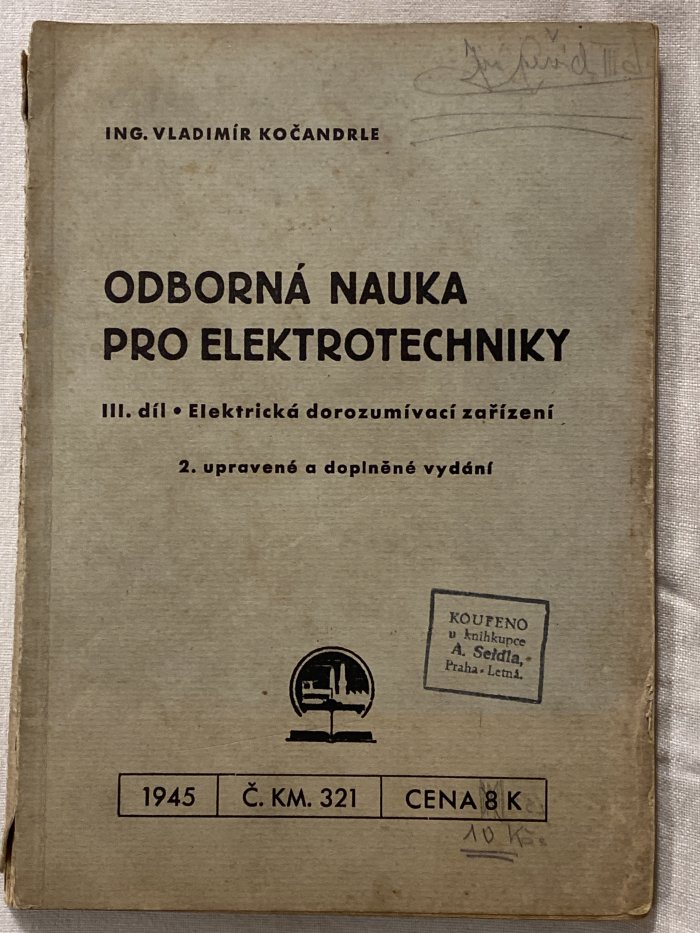 ING. VLADIMÍR KOČANDRLE
ODBORNÁ NAUKA
PRO ELEKTROTECHNIKY
III. díl • Elektrická dorozumívací zařízení
2. upravené a doplněné vydání
KOUPENO
u knihkupce
A. Seidla,
Praha - Letná.
1945 Č. KM. 321 CENA 8 K
10 Kčs.